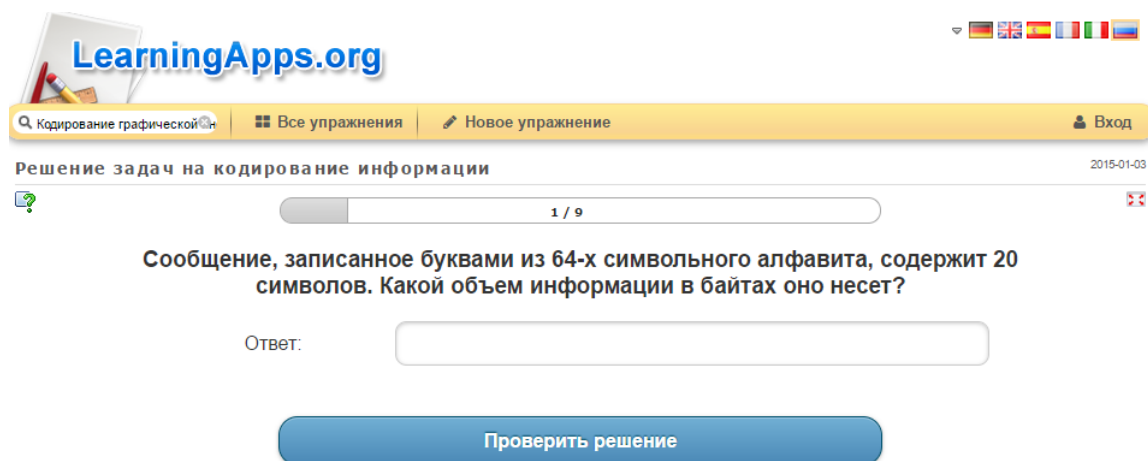 LearningApps.org
Кодирование графической
Все упражнения
Новое упражнение
Вход
Решение задач на кодирование информации
2015-01-03
1 / 9
Сообщение, записанное буквами из 64-х символьного алфавита, содержит 20
символов. Какой объем информации в байтах оно несет?
Ответ:
Проверить решение